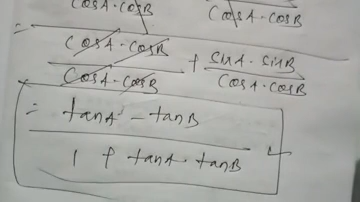 cosA·cosB cosA·cosB
=
cosA·cosB / cosA·cosB + sinA·sinB / cosA·cosB
= tanA - tanB
1 + tanA·tanB